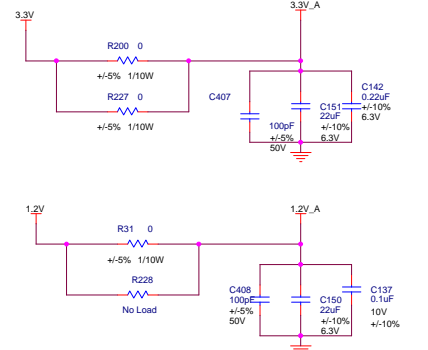 3.3V
3.3V_A
R200 0
+/-5% 1/10W
R227 0
+/-5% 1/10W
C407
100pF
+/-5%
50V
C151
22uF
+/-10%
6.3V
C142
0.22uF
+/-10%
6.3V
1.2V
1.2V_A
R31 0
+/-5% 1/10W
R228
No Load
C408
100pF
+/-5%
50V
C150
22uF
+/-10%
6.3V
C137
0.1uF
10V
+/-10%